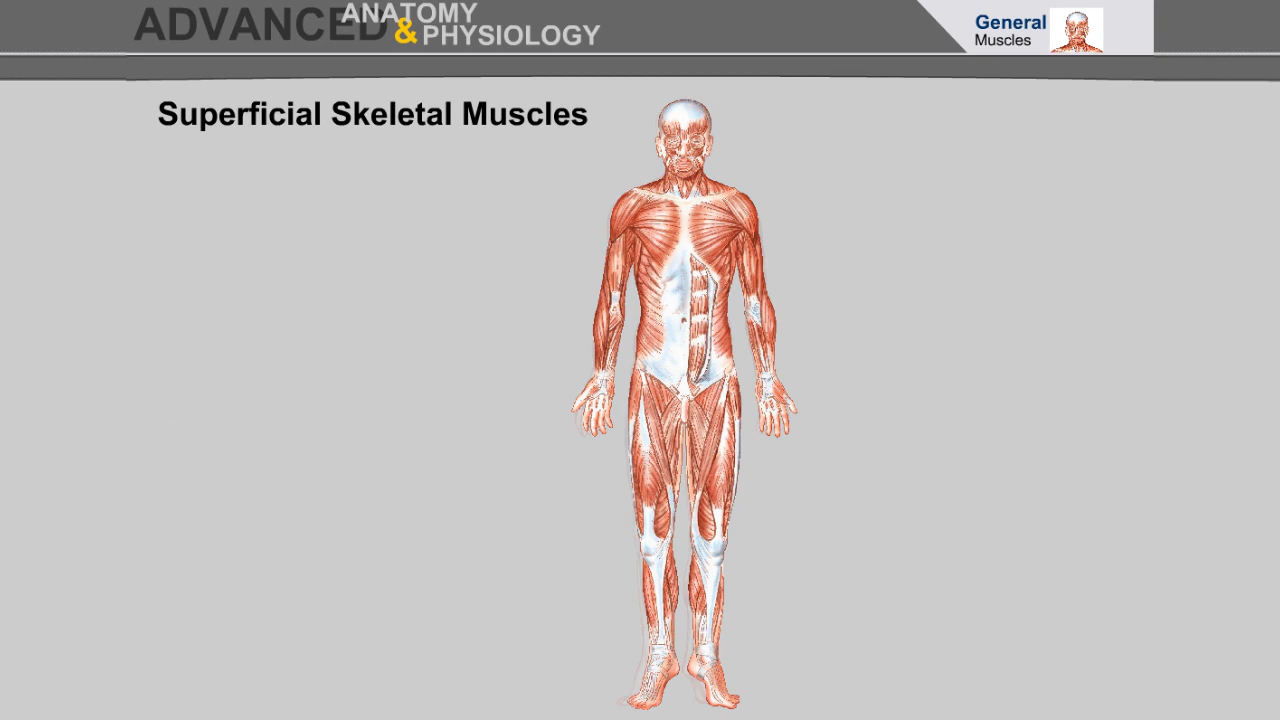 ADVANCED ANATOMY
& PHYSIOLOGY
General
Muscles
Superficial Skeletal Muscles